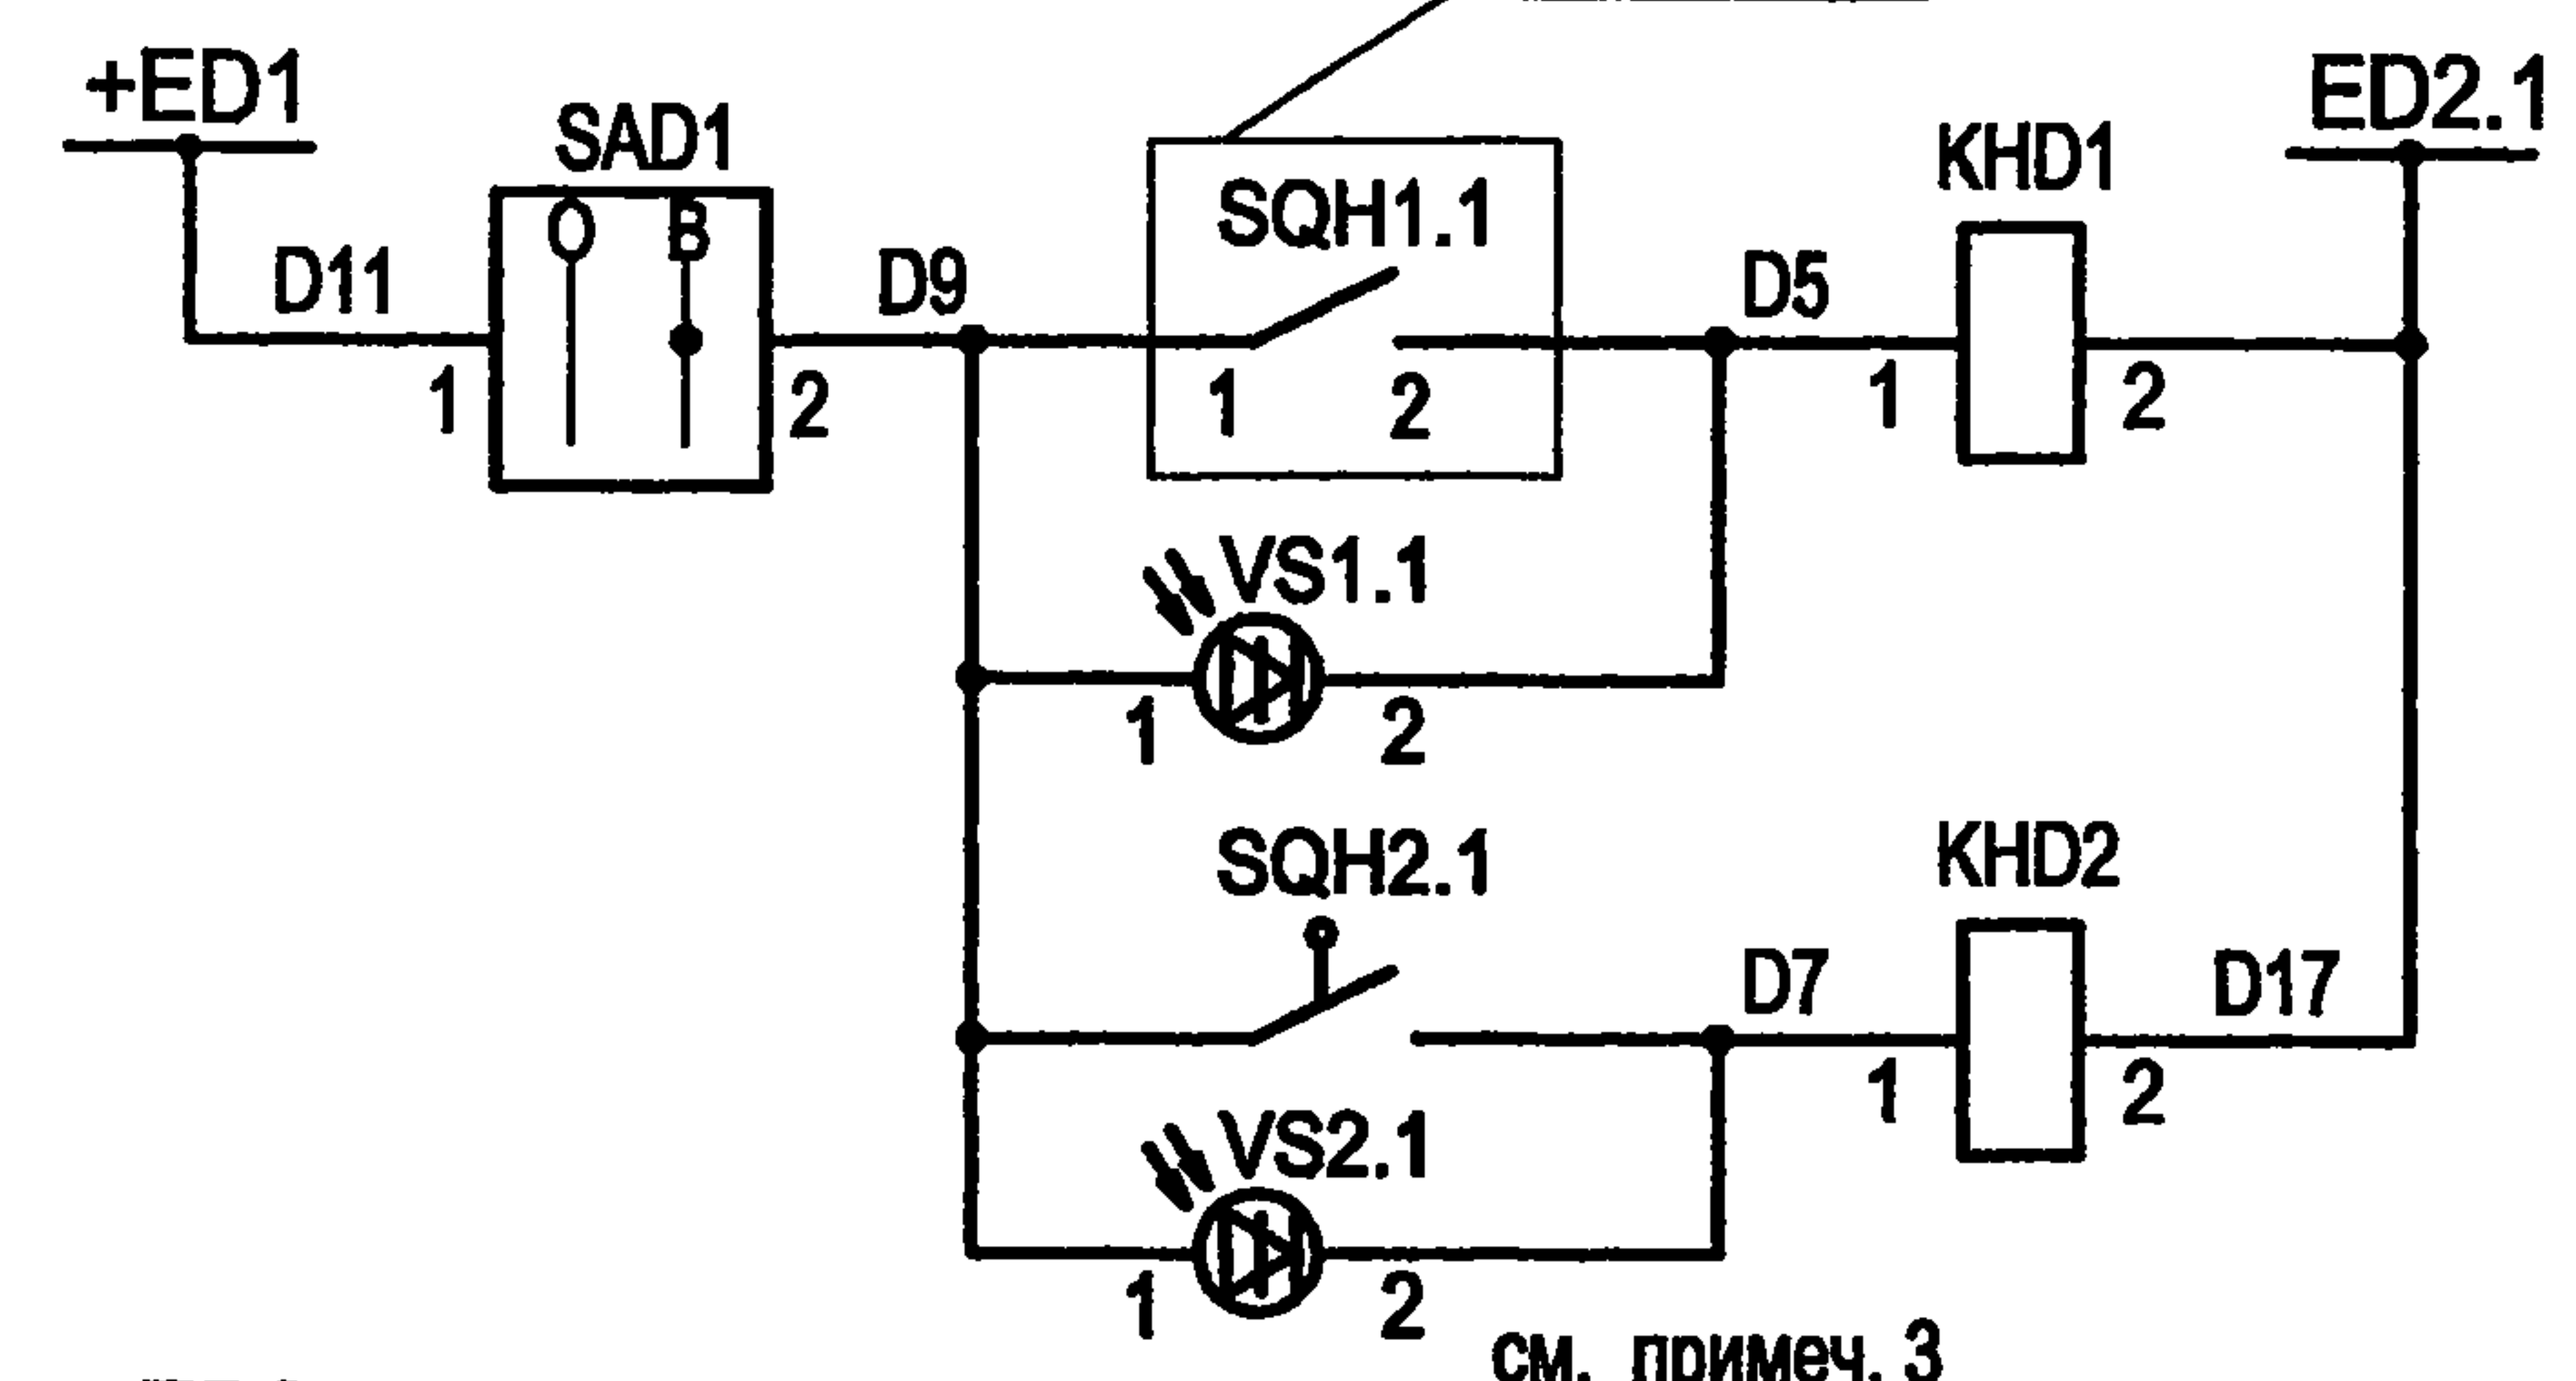 +ED1
SAD1
O B
D11
1
2
D9
SQH1.1
1 2
D5
KHD1
1
2
ED2.1
VS1.1
1 2
SQH2.1
D7
KHD2
1
2
D17
VS2.1
1 2
см. примеч. 3